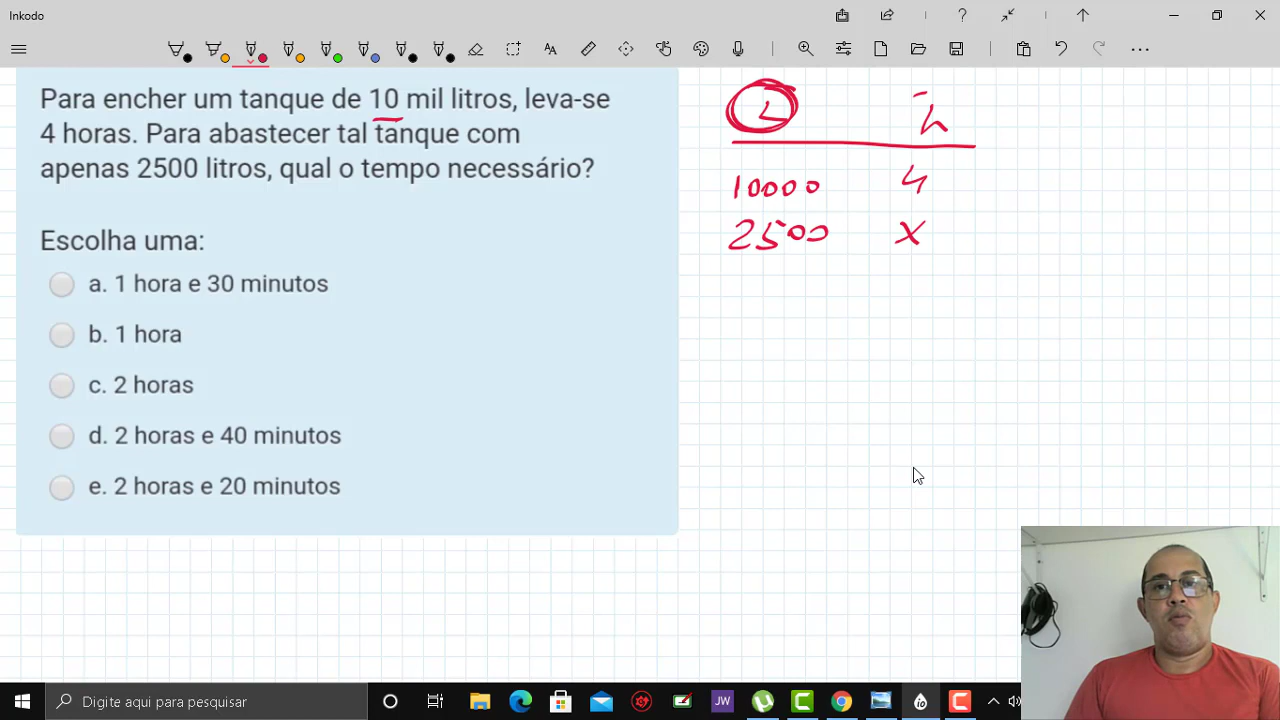 Inkodo
Para encher um tanque de 10 mil litros, leva-se
4 horas. Para abastecer tal tanque com
apenas 2500 litros, qual o tempo necessário?
Escolha uma:
a. 1 hora e 30 minutos
b. 1 hora
c. 2 horas
d. 2 horas e 40 minutos
e. 2 horas e 20 minutos
L h
10000 4
2500 x
Digite aqui para pesquisar
JW